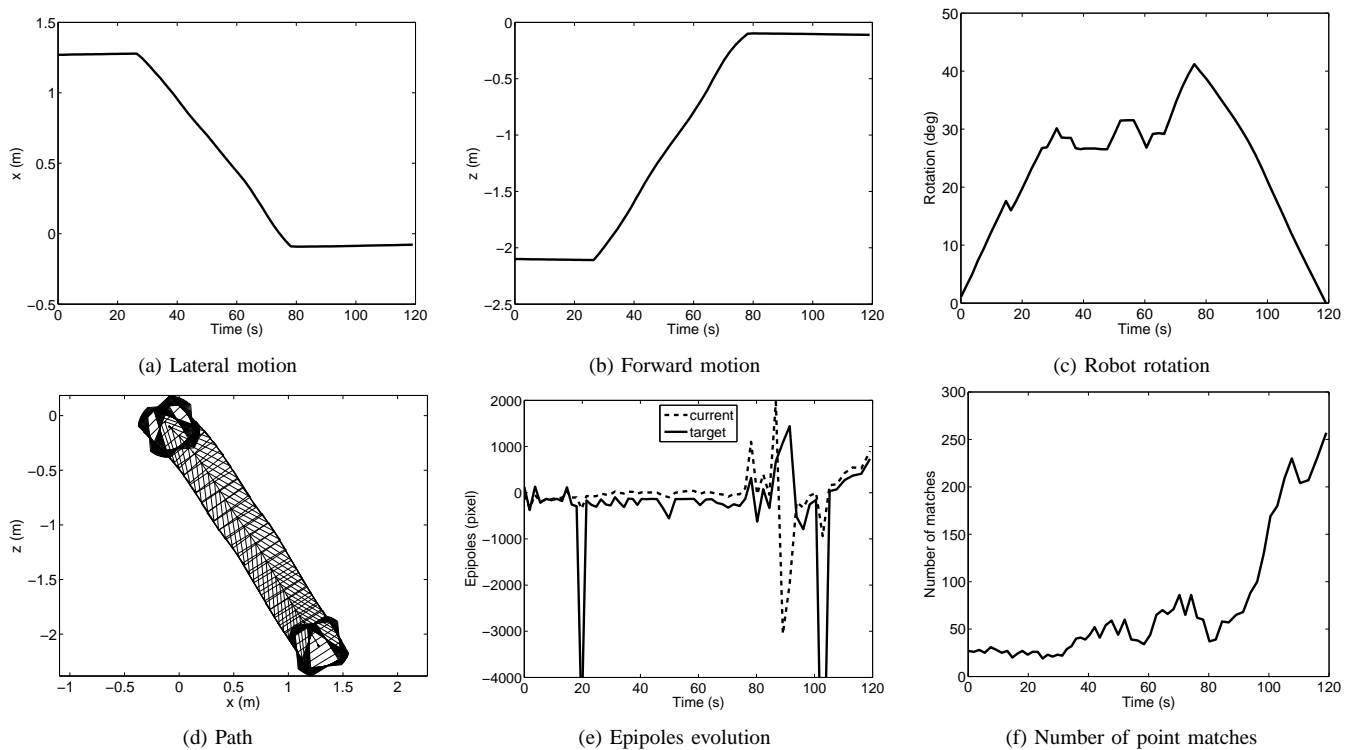 1.5
1
0.5
0
−0.5
x (m)
0 20 40 60 80 100 120
Time (s)
(a) Lateral motion
0
−0.5
−1
−1.5
−2
−2.5
z (m)
0 20 40 60 80 100 120
Time (s)
(b) Forward motion
50
40
30
20
10
0
Rotation (deg)
0 20 40 60 80 100 120
Time (s)
(c) Robot rotation
0
−0.5
−1
−1.5
−2
z (m)
−1 −0.5 0 0.5 1 1.5 2
x (m)
(d) Path
2000
1000
0
−1000
−2000
−3000
−4000
Epipoles (pixel)
current
target
0 20 40 60 80 100 120
Time (s)
(e) Epipoles evolution
300
250
200
150
100
50
0
Number of matches
0 20 40 60 80 100 120
Time (s)
(f) Number of point matches